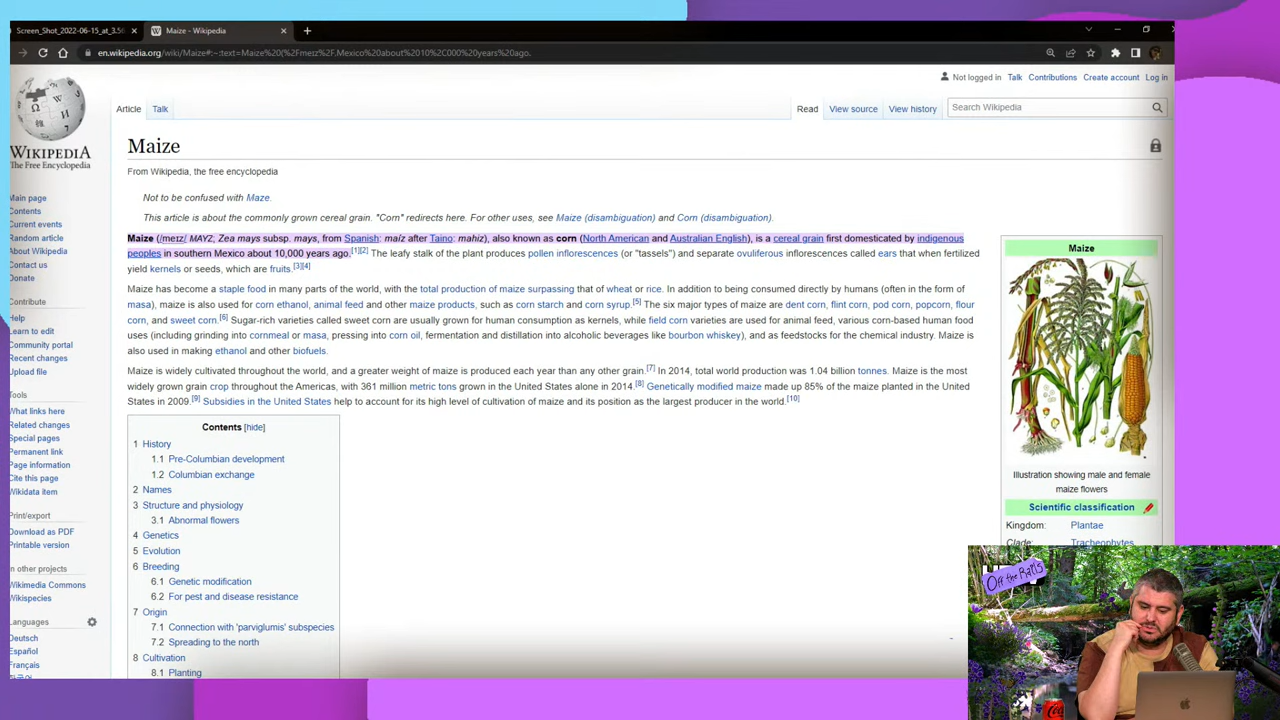 Screen_Shot_2022-06-15_at_3.58
Maize - Wikipedia
en.wikipedia.org/wiki/Maize#:~:text=Maize%20(%2Fmeɪz%2F,Mexico%20about%2010%2C000%20years%20ago.
Not logged in Talk Contributions Create account Log in
Article Talk
Read View source View history Search Wikipedia
WIKIPEDIA
The Free Encyclopedia
Maize
From Wikipedia, the free encyclopedia
Not to be confused with Maze.
This article is about the commonly grown cereal grain. "Corn" redirects here. For other uses, see Maize (disambiguation) and Corn (disambiguation).
Maize (/meɪz/ MAYZ; Zea mays subsp. mays, from Spanish: maíz after Taino: mahiz), also known as corn (North American and Australian English), is a cereal grain first domesticated by indigenous
peoples in southern Mexico about 10,000 years ago.[1][2] The leafy stalk of the plant produces pollen inflorescences (or "tassels") and separate ovuliferous inflorescences called ears that when fertilized
yield kernels or seeds, which are fruits.[3][4]
Maize has become a staple food in many parts of the world, with the total production of maize surpassing that of wheat or rice. In addition to being consumed directly by humans (often in the form of
masa), maize is also used for corn ethanol, animal feed and other maize products, such as corn starch and corn syrup.[5] The six major types of maize are dent corn, flint corn, pod corn, popcorn, flour
corn, and sweet corn.[6] Sugar-rich varieties called sweet corn are usually grown for human consumption as kernels, while field corn varieties are used for animal feed, various corn-based human food
uses (including grinding into cornmeal or masa, pressing into corn oil, fermentation and distillation into alcoholic beverages like bourbon whiskey), and as feedstocks for the chemical industry. Maize is
also used in making ethanol and other biofuels.
Maize is widely cultivated throughout the world, and a greater weight of maize is produced each year than any other grain.[7] In 2014, total world production was 1.04 billion tonnes. Maize is the most
widely grown grain crop throughout the Americas, with 361 million metric tons grown in the United States alone in 2014.[8] Genetically modified maize made up 85% of the maize planted in the United
States in 2009.[9] Subsidies in the United States help to account for its high level of cultivation of maize and its position as the largest producer in the world.[10]
Contents [hide]
1 History
1.1 Pre-Columbian development
1.2 Columbian exchange
2 Names
3 Structure and physiology
3.1 Abnormal flowers
4 Genetics
5 Evolution
6 Breeding
6.1 Genetic modification
6.2 For pest and disease resistance
7 Origin
7.1 Connection with 'parviglumis' subspecies
7.2 Spreading to the north
8 Cultivation
8.1 Planting
Main page
Contents
Current events
Random article
About Wikipedia
Contact us
Donate
Contribute
Help
Learn to edit
Community portal
Recent changes
Upload file
Tools
What links here
Related changes
Special pages
Permanent link
Page information
Cite this page
Wikidata item
Print/export
Download as PDF
Printable version
In other projects
Wikimedia Commons
Wikispecies
Languages
Deutsch
Español
Français
Maize
Illustration showing male and female
maize flowers
Scientific classification
Kingdom: Plantae
Clade: Tracheophytes
Off the Rails